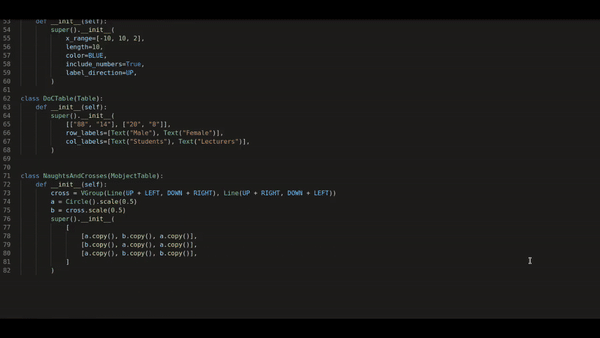 53 def __init__(self):
54 super().__init__(
55 x_range=[-10, 10, 2],
56 length=10,
57 color=BLUE,
58 include_numbers=True,
59 label_direction=UP,
60 )
61
62 class DoCTable(Table):
63 def __init__(self):
64 super().__init__(
65 [["88", "14"], ["20", "8"]],
66 row_labels=[Text("Male"), Text("Female")],
67 col_labels=[Text("Students"), Text("Lecturers")],
68 )
69
70
71 class NaughtsAndCrosses(MobjectTable):
72 def __init__(self):
73 cross = VGroup(Line(UP + LEFT, DOWN + RIGHT), Line(UP + RIGHT, DOWN + LEFT))
74 a = Circle().scale(0.5)
75 b = cross.scale(0.5)
76 super().__init__(
77 [
78 [a.copy(), b.copy(), a.copy()],
79 [b.copy(), a.copy(), a.copy()],
80 [a.copy(), b.copy(), b.copy()],
81 ]
82 )